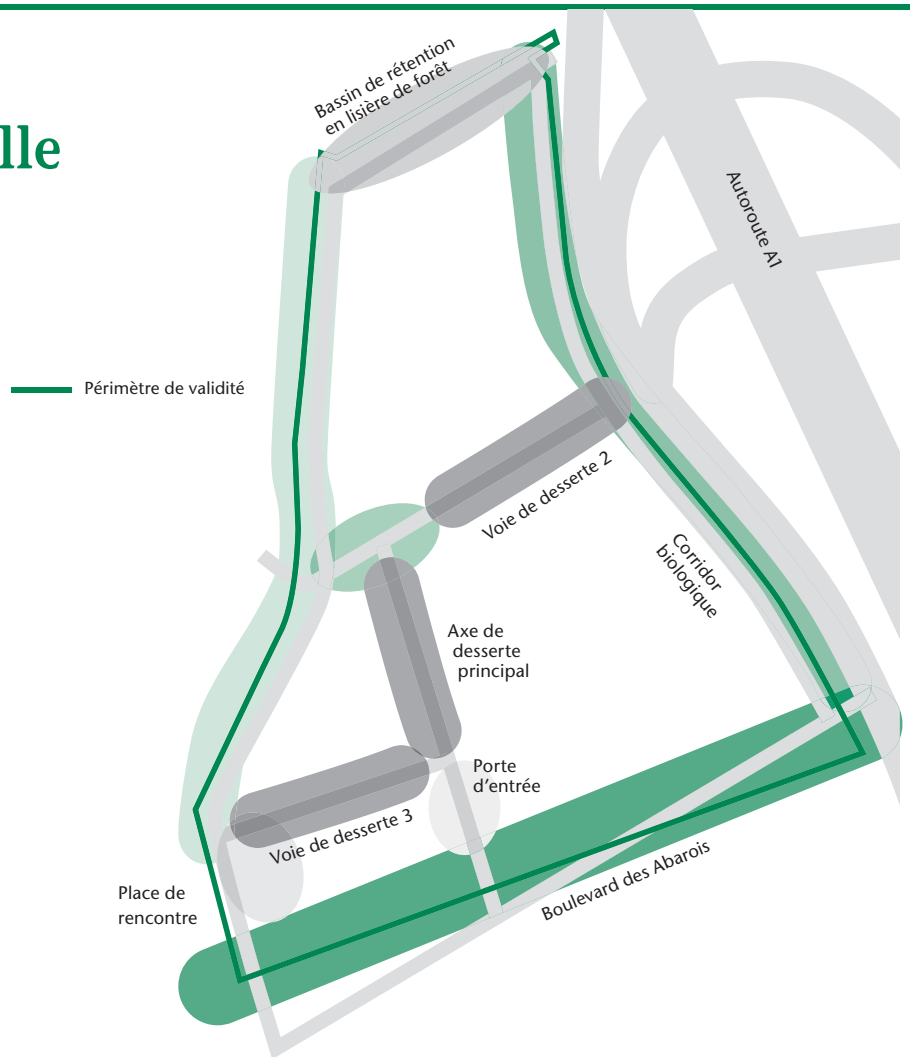 Bassin de rétention
en lisière de forêt
lle
Autoroute A1
Périmètre de validité
Voie de desserte 2
Corridor
biologique
Axe de
desserte
principal
Porte
d'entrée
Voie de desserte 3
Boulevard des Abarois
Place de
rencontre